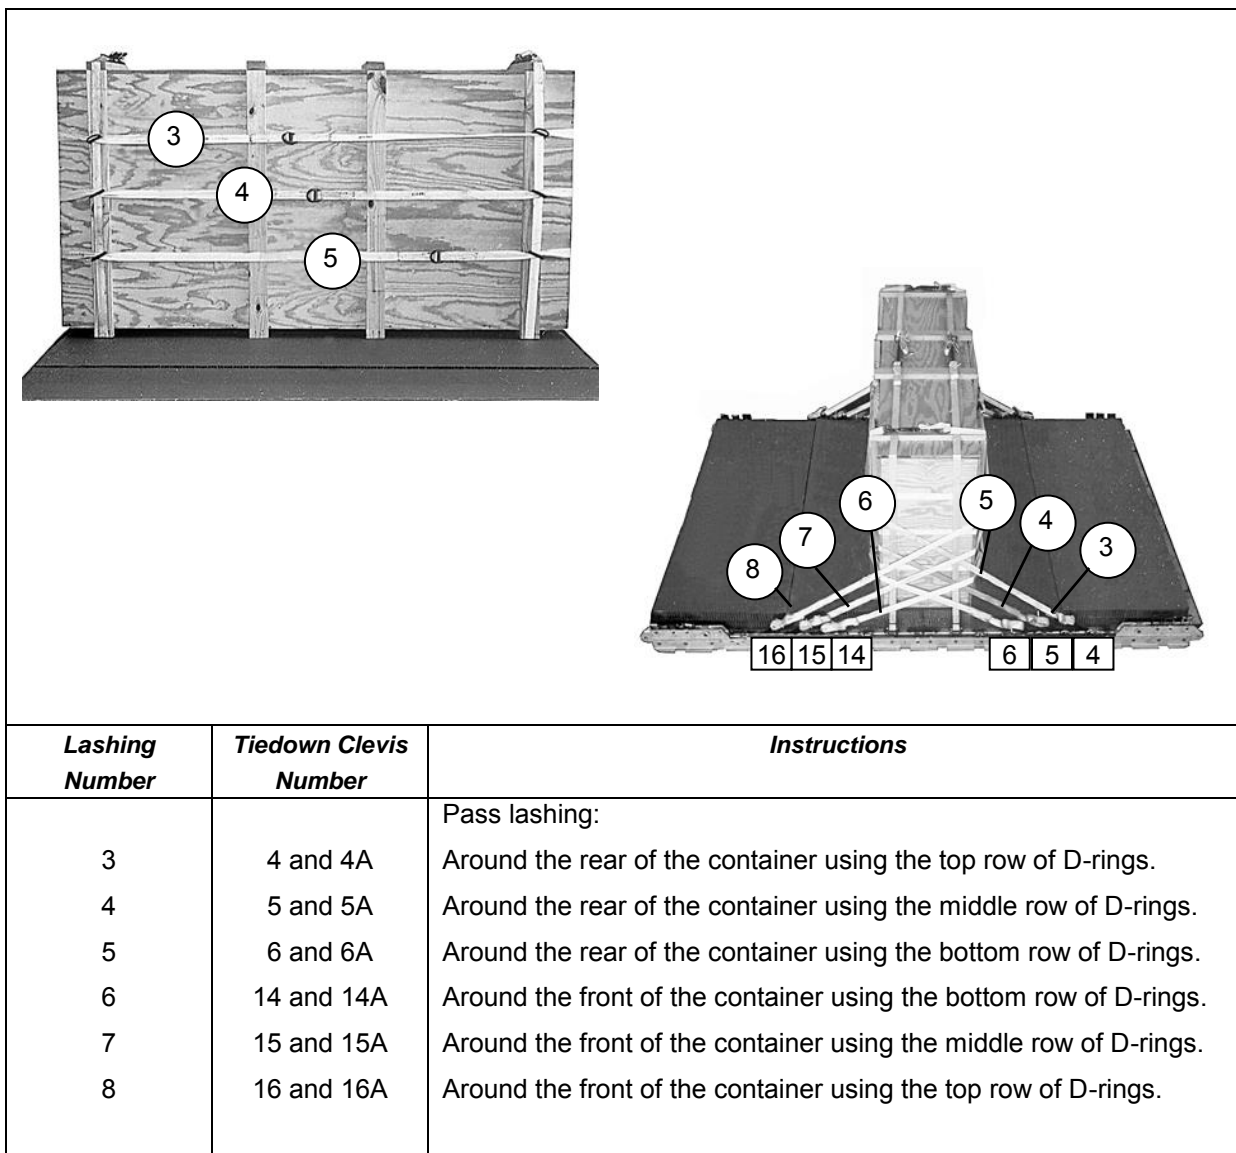 3
4
5
6
5
4
7
3
8
16 15 14
6 5 4
Lashing Number
Tiedown Clevis Number
Instructions
Pass lashing:
3 4 and 4A Around the rear of the container using the top row of D-rings.
4 5 and 5A Around the rear of the container using the middle row of D-rings.
5 6 and 6A Around the rear of the container using the bottom row of D-rings.
6 14 and 14A Around the front of the container using the bottom row of D-rings.
7 15 and 15A Around the front of the container using the middle row of D-rings.
8 16 and 16A Around the front of the container using the top row of D-rings.